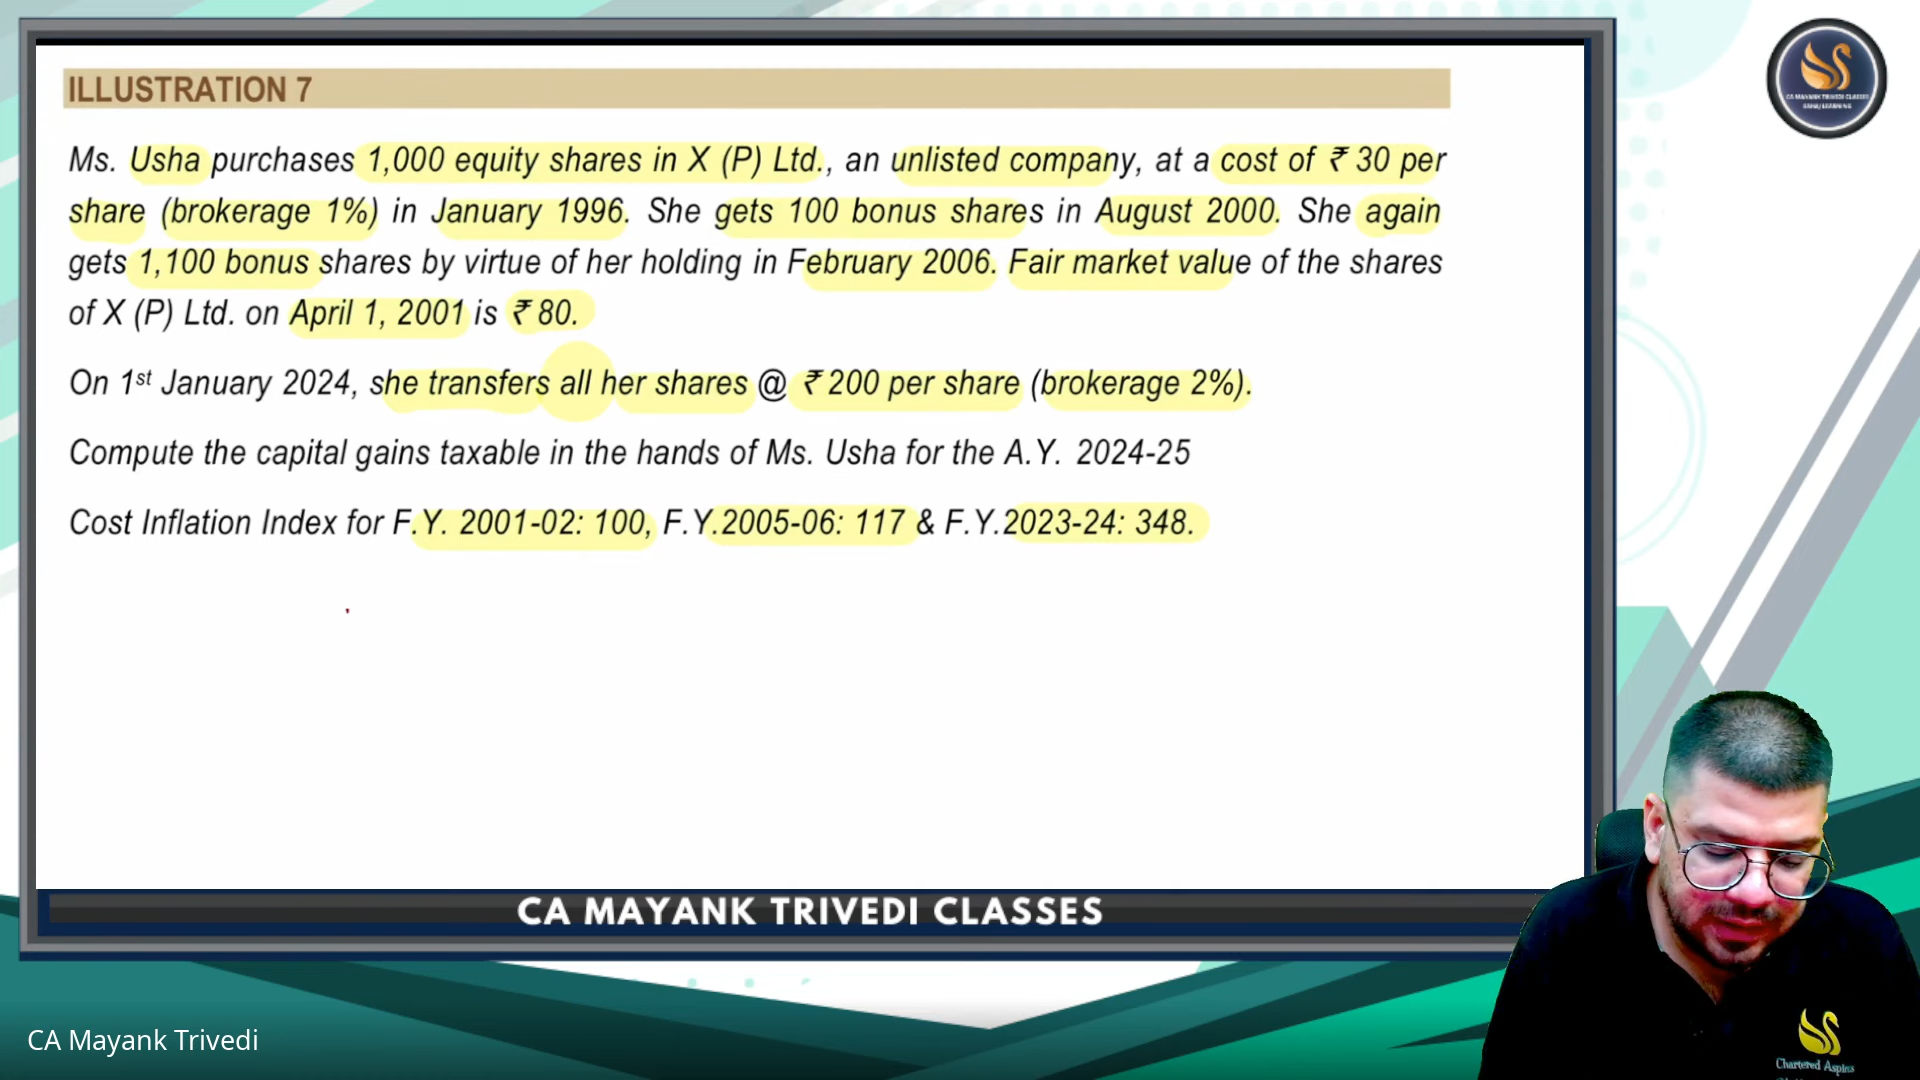 ILLUSTRATION 7
Ms. Usha purchases 1,000 equity shares in X (P) Ltd., an unlisted company, at a cost of ₹ 30 per
share (brokerage 1%) in January 1996. She gets 100 bonus shares in August 2000. She again
gets 1,100 bonus shares by virtue of her holding in February 2006. Fair market value of the shares
of X (P) Ltd. on April 1, 2001 is ₹ 80.
On 1st January 2024, she transfers all her shares @ ₹ 200 per share (brokerage 2%).
Compute the capital gains taxable in the hands of Ms. Usha for the A.Y. 2024-25
Cost Inflation Index for F.Y. 2001-02: 100, F.Y.2005-06: 117 & F.Y.2023-24: 348.
CA MAYANK TRIVEDI CLASSES
CA MAYANK TRIVEDI CLASSES
CA Mayank Trivedi
Chartered